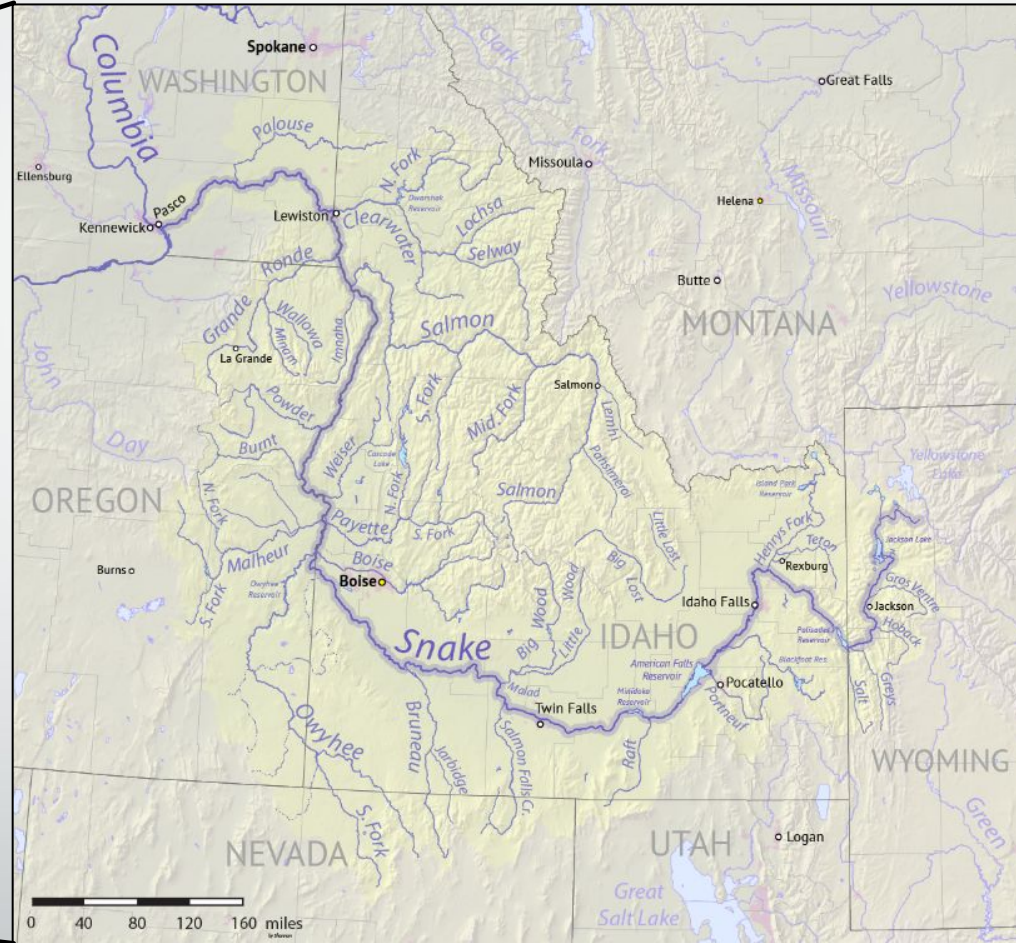 Spokane
Clark
Columbia
WASHINGTON
Great Falls
Palouse
Fork
Missoula
Ellensburg
N. Fork
Dworshak
Reservoir
Missouri
Pasco
Lewiston
Helena
Kennewick
Clearwater
Lochsa
Selway
Ronde
Butte
Yellowstone
Grande
Wallowa
Minam
Imnaha
Salmon
MONTANA
John
La Grande
S. Fork
Salmon
Mid. Fork
Lemhi
Powder
Day
Burnt
Weiser
Cascade
Lake
Pahsimeroi
Yellowstone
Lake
OREGON
N. Fork
N. Fork
Salmon
Island Park
Reservoir
Payette
S. Fork
Little Lost
Henrys Fork
Malheur
Teton
Jackson Lake
Boise
Big
Lost
Rexburg
Burns
Owyhee
Reservoir
Boise
Wood
Gros Ventre
S. Fork
Idaho Falls
Jackson
Big Wood
Little
IDAHO
Palisades
Reservoir
Hoback
Snake
American Falls
Reservoir
Blackfoot Res.
Malad
Minidoka
Reservoir
Pocatello
Salt
Greys
Portneuf
Owyhee
Bruneau
Twin Falls
Jarbidge
Salmon Falls Cr.
Raft
WYOMING
S. Fork
NEVADA
UTAH
Logan
Green
Great
Salt Lake
0 40 80 120 160 miles